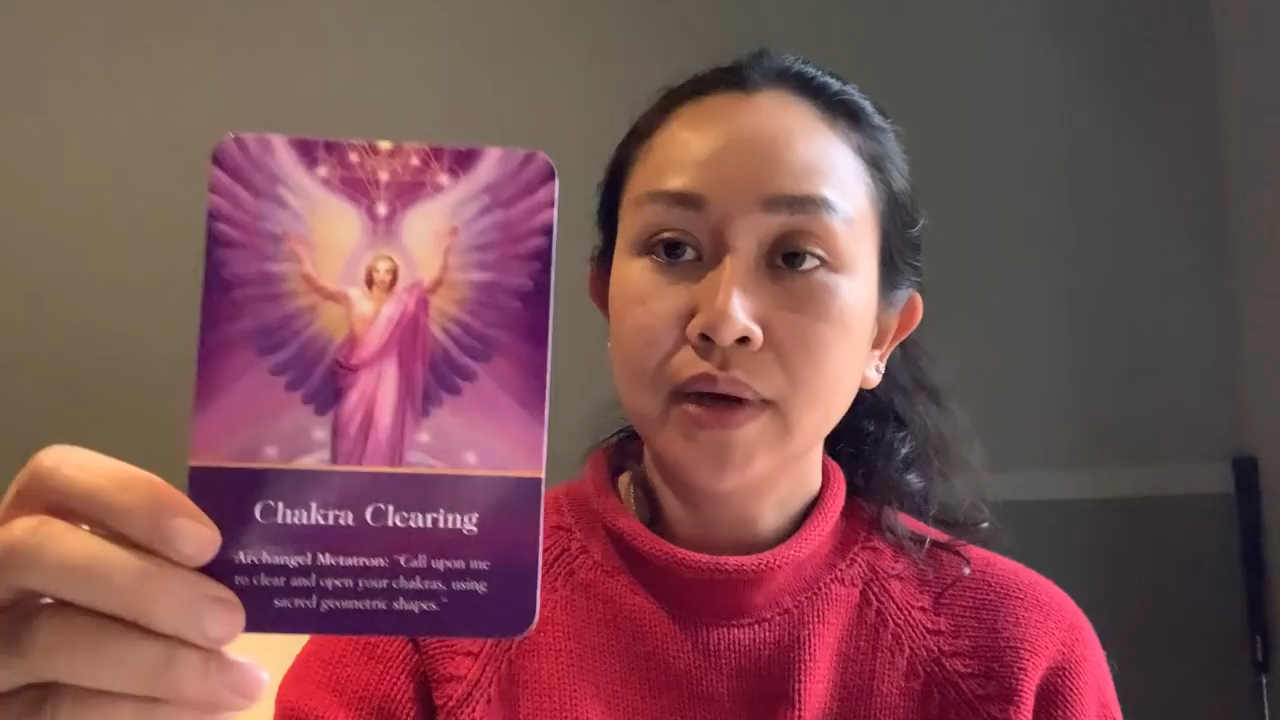 Chakra Clearing
Archangel Metatron: "Call upon me
to clear and open your chakras, using
sacred geometric shapes."